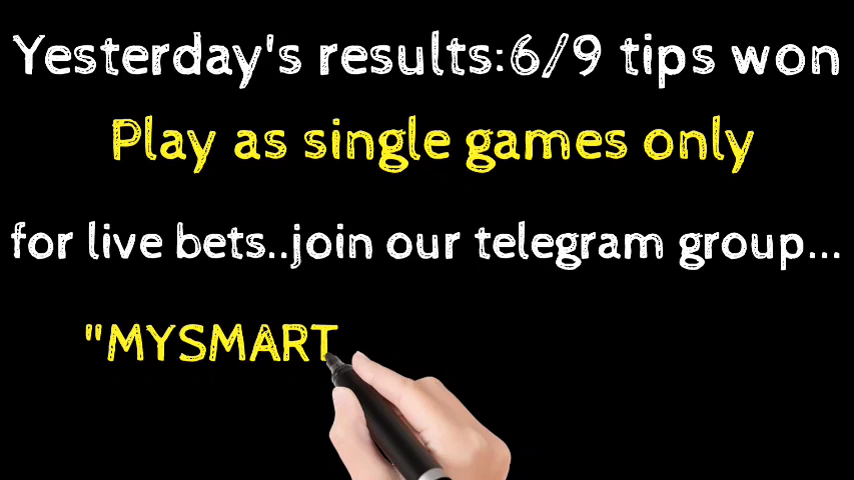 Yesterday's results:6/9 tips won
Play as single games only
for live bets..join our telegram group...
"MYSMART